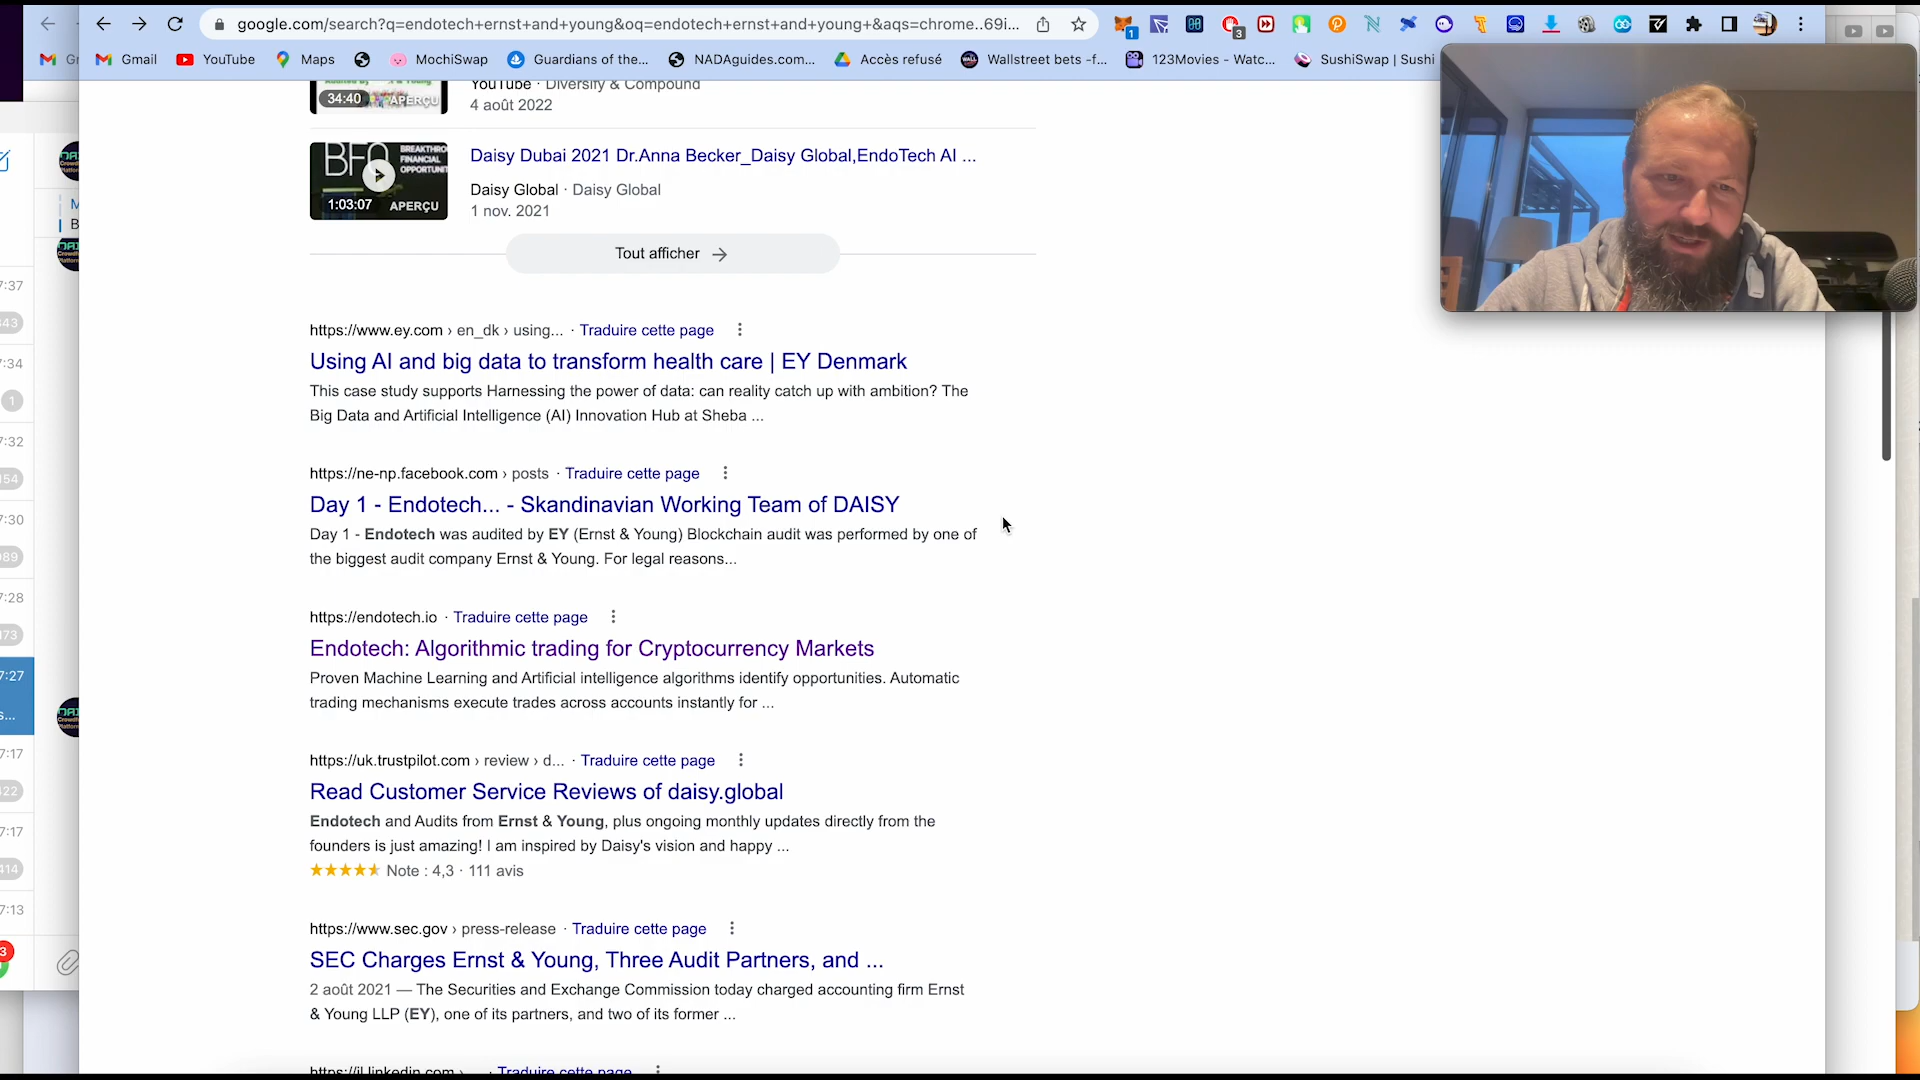 google.com/search?q=endotech+ernst+and+young&oq=endotech+ernst+and+young+&aqs=chrome..69i...
Gmail
YouTube
Maps
MochiSwap
Guardians of the...
NADAguides.com...
Accès refusé
Wallstreet bets -f...
123Movies - Watc...
SushiSwap | Sushi
34:40
APERÇU
YouTube · Diversify & Compound
4 août 2022
BFO
BREAKTHRO
FINANCIAL
OPPORTUNI
1:03:07
APERÇU
Daisy Dubai 2021 Dr.Anna Becker_Daisy Global,EndoTech AI ...
Daisy Global · Daisy Global
1 nov. 2021
Tout afficher
https://www.ey.com › en_dk › using... · Traduire cette page
Using AI and big data to transform health care | EY Denmark
This case study supports Harnessing the power of data: can reality catch up with ambition? The
Big Data and Artificial Intelligence (AI) Innovation Hub at Sheba ...
https://ne-np.facebook.com › posts · Traduire cette page
Day 1 - Endotech... - Skandinavian Working Team of DAISY
Day 1 - Endotech was audited by EY (Ernst & Young) Blockchain audit was performed by one of
the biggest audit company Ernst & Young. For legal reasons...
https://endotech.io · Traduire cette page
Endotech: Algorithmic trading for Cryptocurrency Markets
Proven Machine Learning and Artificial intelligence algorithms identify opportunities. Automatic
trading mechanisms execute trades across accounts instantly for ...
https://uk.trustpilot.com › review › d... · Traduire cette page
Read Customer Service Reviews of daisy.global
Endotech and Audits from Ernst & Young, plus ongoing monthly updates directly from the
founders is just amazing! I am inspired by Daisy's vision and happy ...
Note : 4,3 · 111 avis
https://www.sec.gov › press-release · Traduire cette page
SEC Charges Ernst & Young, Three Audit Partners, and ...
2 août 2021 — The Securities and Exchange Commission today charged accounting firm Ernst
& Young LLP (EY), one of its partners, and two of its former ...
https://il.linkedin.com › ... · Traduire cette page